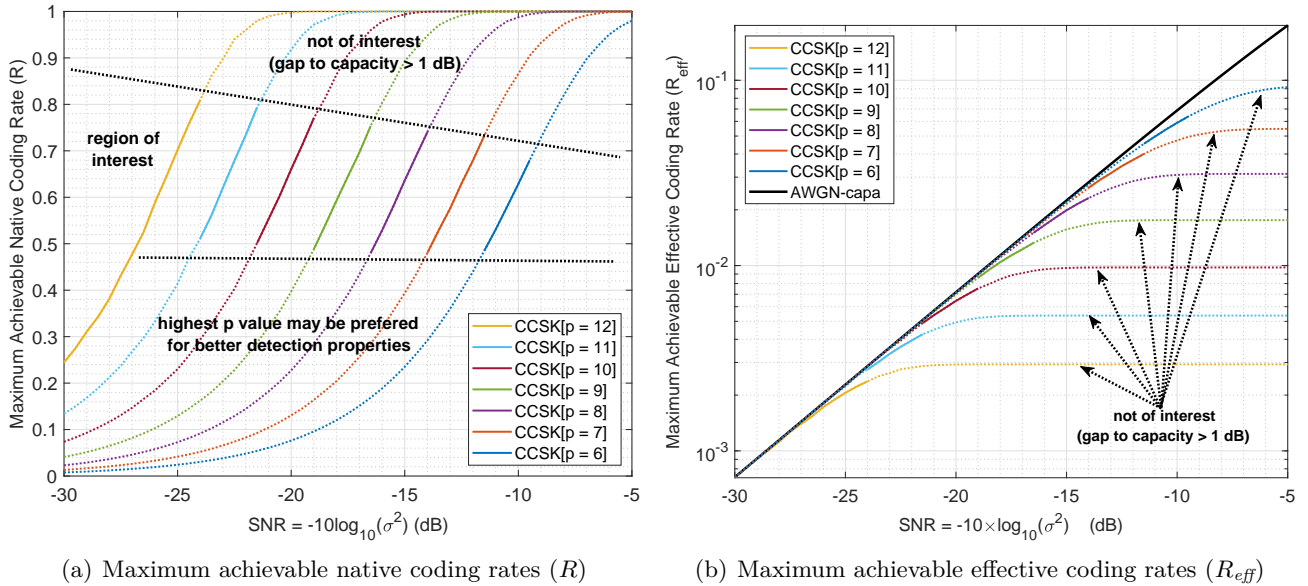 Maximum Achievable Native Coding Rate (R)
1
0.9
0.8
0.7
0.6
0.5
0.4
0.3
0.2
0.1
0
not of interest
(gap to capacity > 1 dB)
region of
interest
highest p value may be prefered
for better detection properties
CCSK[p = 12]
CCSK[p = 11]
CCSK[p = 10]
CCSK[p = 9]
CCSK[p = 8]
CCSK[p = 7]
CCSK[p = 6]
-30 -25 -20 -15 -10 -5
SNR = -10log₁₀(σ²) (dB)
(a) Maximum achievable native coding rates (R)
Maximum Achievable Effective Coding Rate (R_eff)
10⁻¹
10⁻²
10⁻³
CCSK[p = 12]
CCSK[p = 11]
CCSK[p = 10]
CCSK[p = 9]
CCSK[p = 8]
CCSK[p = 7]
CCSK[p = 6]
AWGN-capa
not of interest
(gap to capacity > 1 dB)
-30 -25 -20 -15 -10 -5
SNR = -10×log₁₀(σ²) (dB)
(b) Maximum achievable effective coding rates (R_eff)